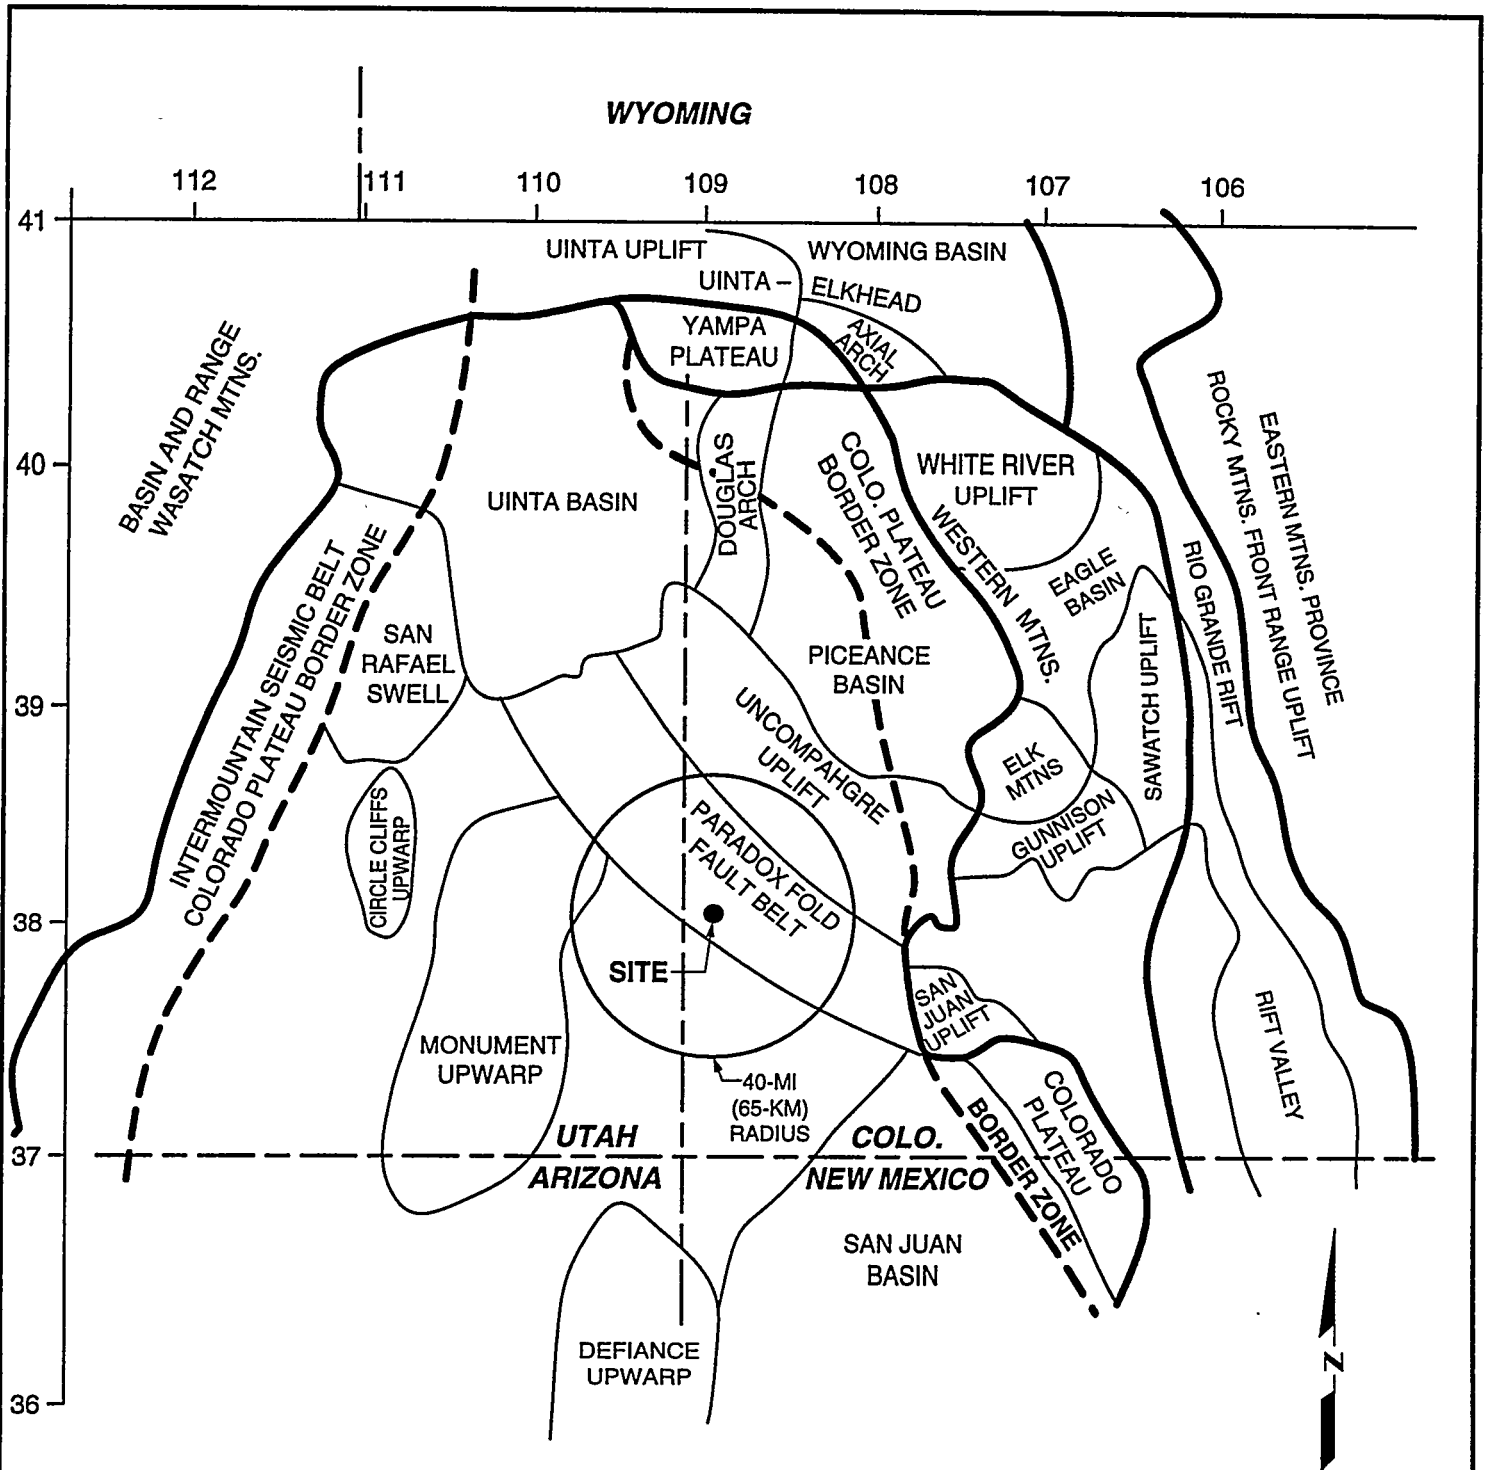 WYOMING
112
111
110
109
108
107
106
41
UINTA UPLIFT
WYOMING BASIN
UINTA –
ELKHEAD
YAMPA
PLATEAU
AXIAL
ARCH
BASIN AND RANGE
WASATCH MTNS.
ROCKY MTNS. FRONT RANGE UPLIFT
EASTERN MTNS. PROVINCE
40
UINTA BASIN
DOUGLAS
ARCH
COLO. PLATEAU
BORDER ZONE
WHITE RIVER
UPLIFT
WESTERN MTNS.
EAGLE
BASIN
RIO GRANDE RIFT
INTERMOUNTAIN SEISMIC BELT
COLORADO PLATEAU BORDER ZONE
SAN
RAFAEL
SWELL
PICEANCE
BASIN
SAWATCH UPLIFT
39
UNCOMPAHGRE
UPLIFT
ELK
MTNS
GUNNISON
UPLIFT
CIRCLE CLIFFS
UPWARP
PARADOX FOLD
FAULT BELT
38
SITE
SAN
JUAN
UPLIFT
RIFT VALLEY
MONUMENT
UPWARP
40-MI
(65-KM)
RADIUS
COLORADO
PLATEAU
BORDER ZONE
37
UTAH
COLO.
ARIZONA
NEW MEXICO
SAN JUAN
BASIN
DEFIANCE
UPWARP
36
N